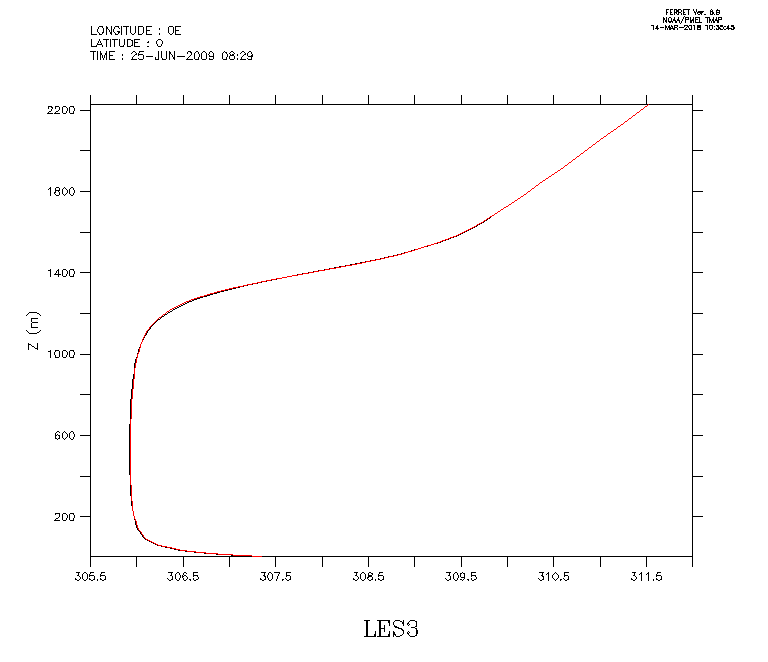 FERRET Ver. 6.9
NOAA/PMEL TMAP
14-MAR-2018 10:35:45
LONGITUDE : 0E
LATITUDE : 0
TIME : 25-JUN-2009 08:29
2200
1800
1400
1000
600
200
Z (m)
305.5 306.5 307.5 308.5 309.5 310.5 311.5
LES3